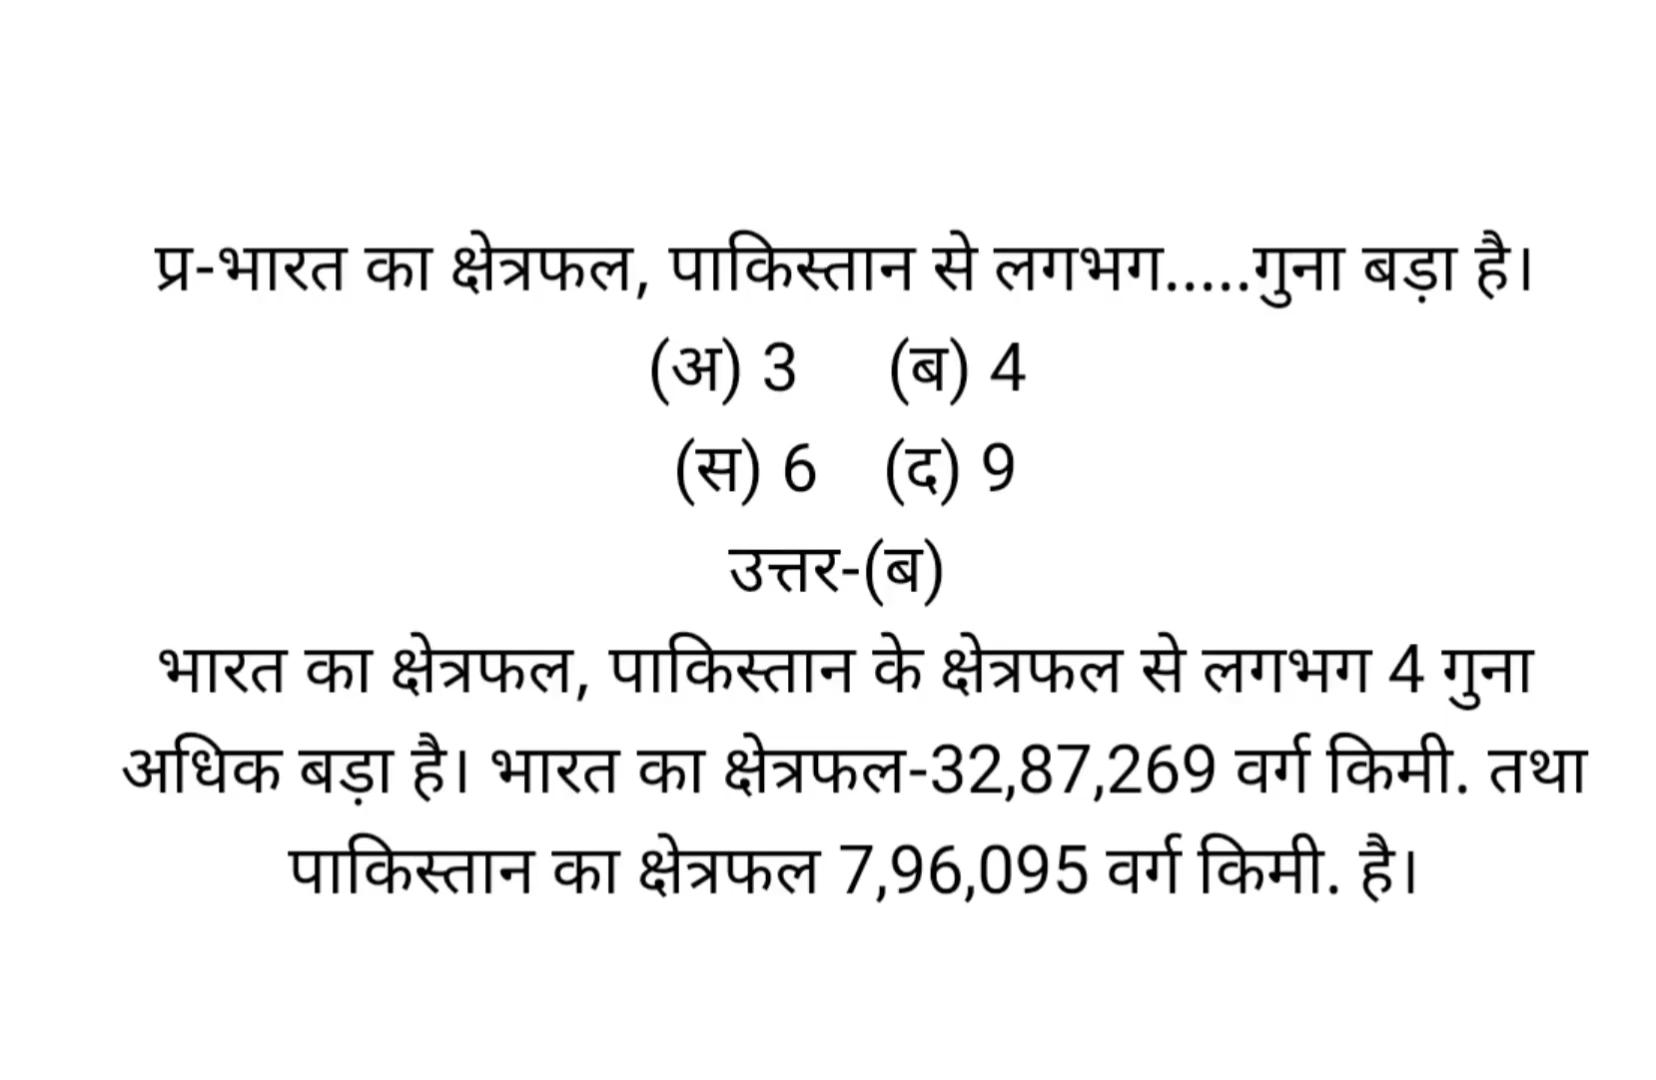 प्र-भारत का क्षेत्रफल, पाकिस्तान से लगभग.....गुना बड़ा है।
(अ) 3 (ब) 4
(स) 6 (द) 9
उत्तर-(ब)
भारत का क्षेत्रफल, पाकिस्तान के क्षेत्रफल से लगभग 4 गुना
अधिक बड़ा है। भारत का क्षेत्रफल-32,87,269 वर्ग किमी. तथा
पाकिस्तान का क्षेत्रफल 7,96,095 वर्ग किमी. है।